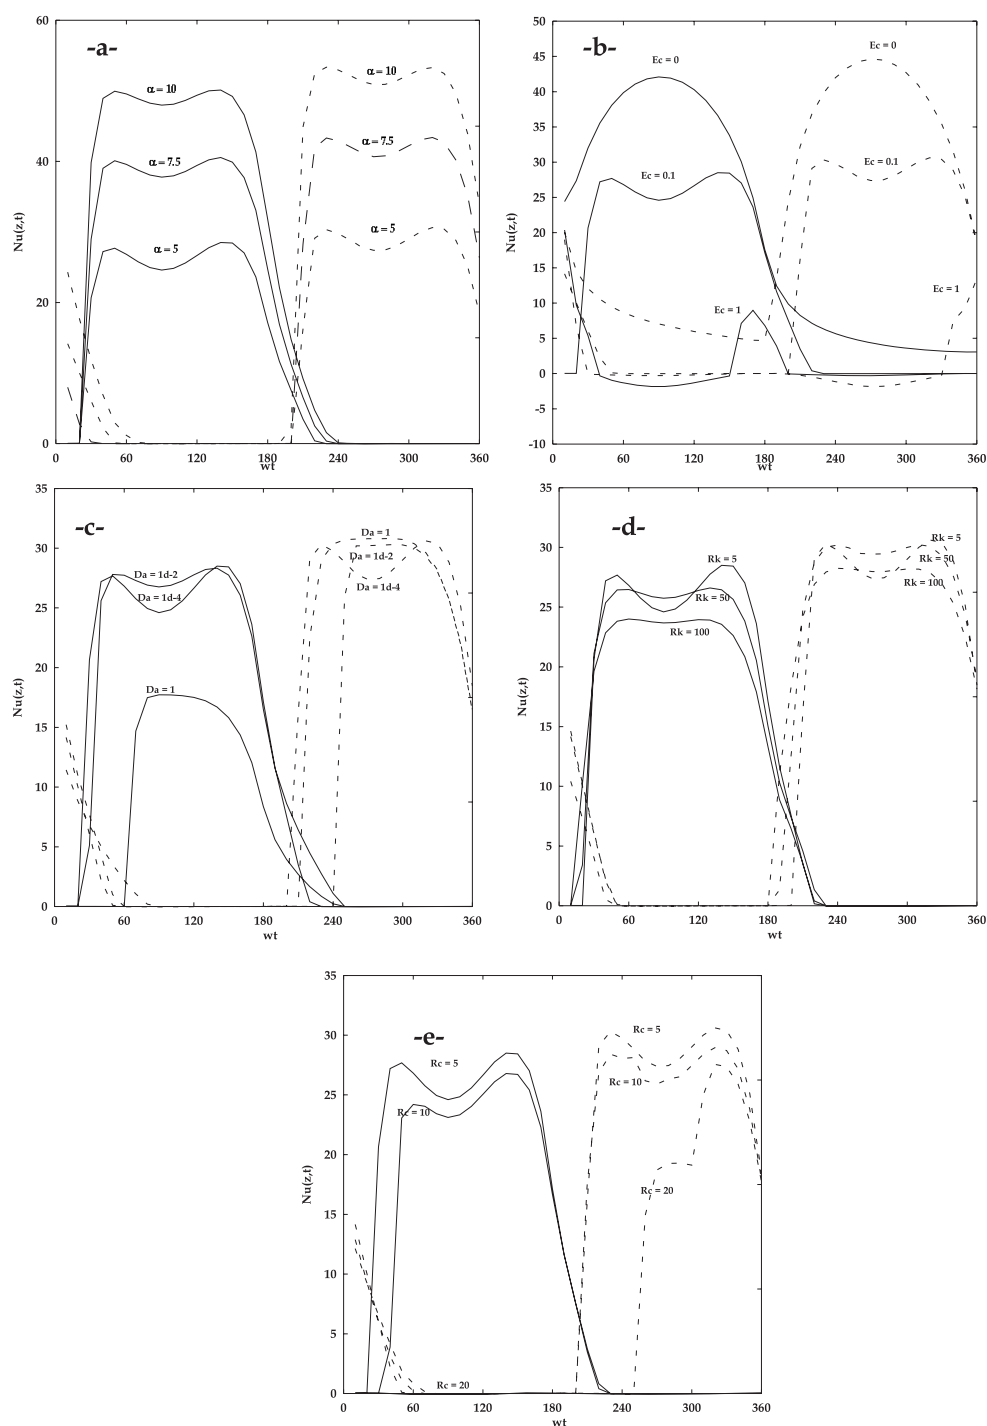 -a-
60
40
20
0
Nu(z,t)
α = 10
α = 7.5
α = 5
α = 10
α = 7.5
α = 5
0 60 120 180 240 300 360
wt
-b-
50
45
40
35
30
25
20
15
10
5
0
-5
-10
Nu(z,t)
Ec = 0
Ec = 0
Ec = 0.1
Ec = 0.1
Ec = 1
Ec = 1
0 60 120 180 240 300 360
wt
-c-
35
30
25
20
15
10
5
0
Nu(z,t)
Da = 1
Da = 1d-2
Da = 1d-2
Da = 1d-4
Da = 1d-4
Da = 1
0 60 120 180 240 300 360
wt
-d-
35
30
25
20
15
10
5
0
Nu(z,t)
Rk = 5
Rk = 5
Rk = 50
Rk = 50
Rk = 100
Rk = 100
0 60 120 180 240 300 360
wt
-e-
35
30
25
20
15
10
5
0
Nu(z,t)
Rc = 5
Rc = 5
Rc = 10
Rc = 10
Rc = 20
Rc = 20
0 60 120 180 240 300 360
wt